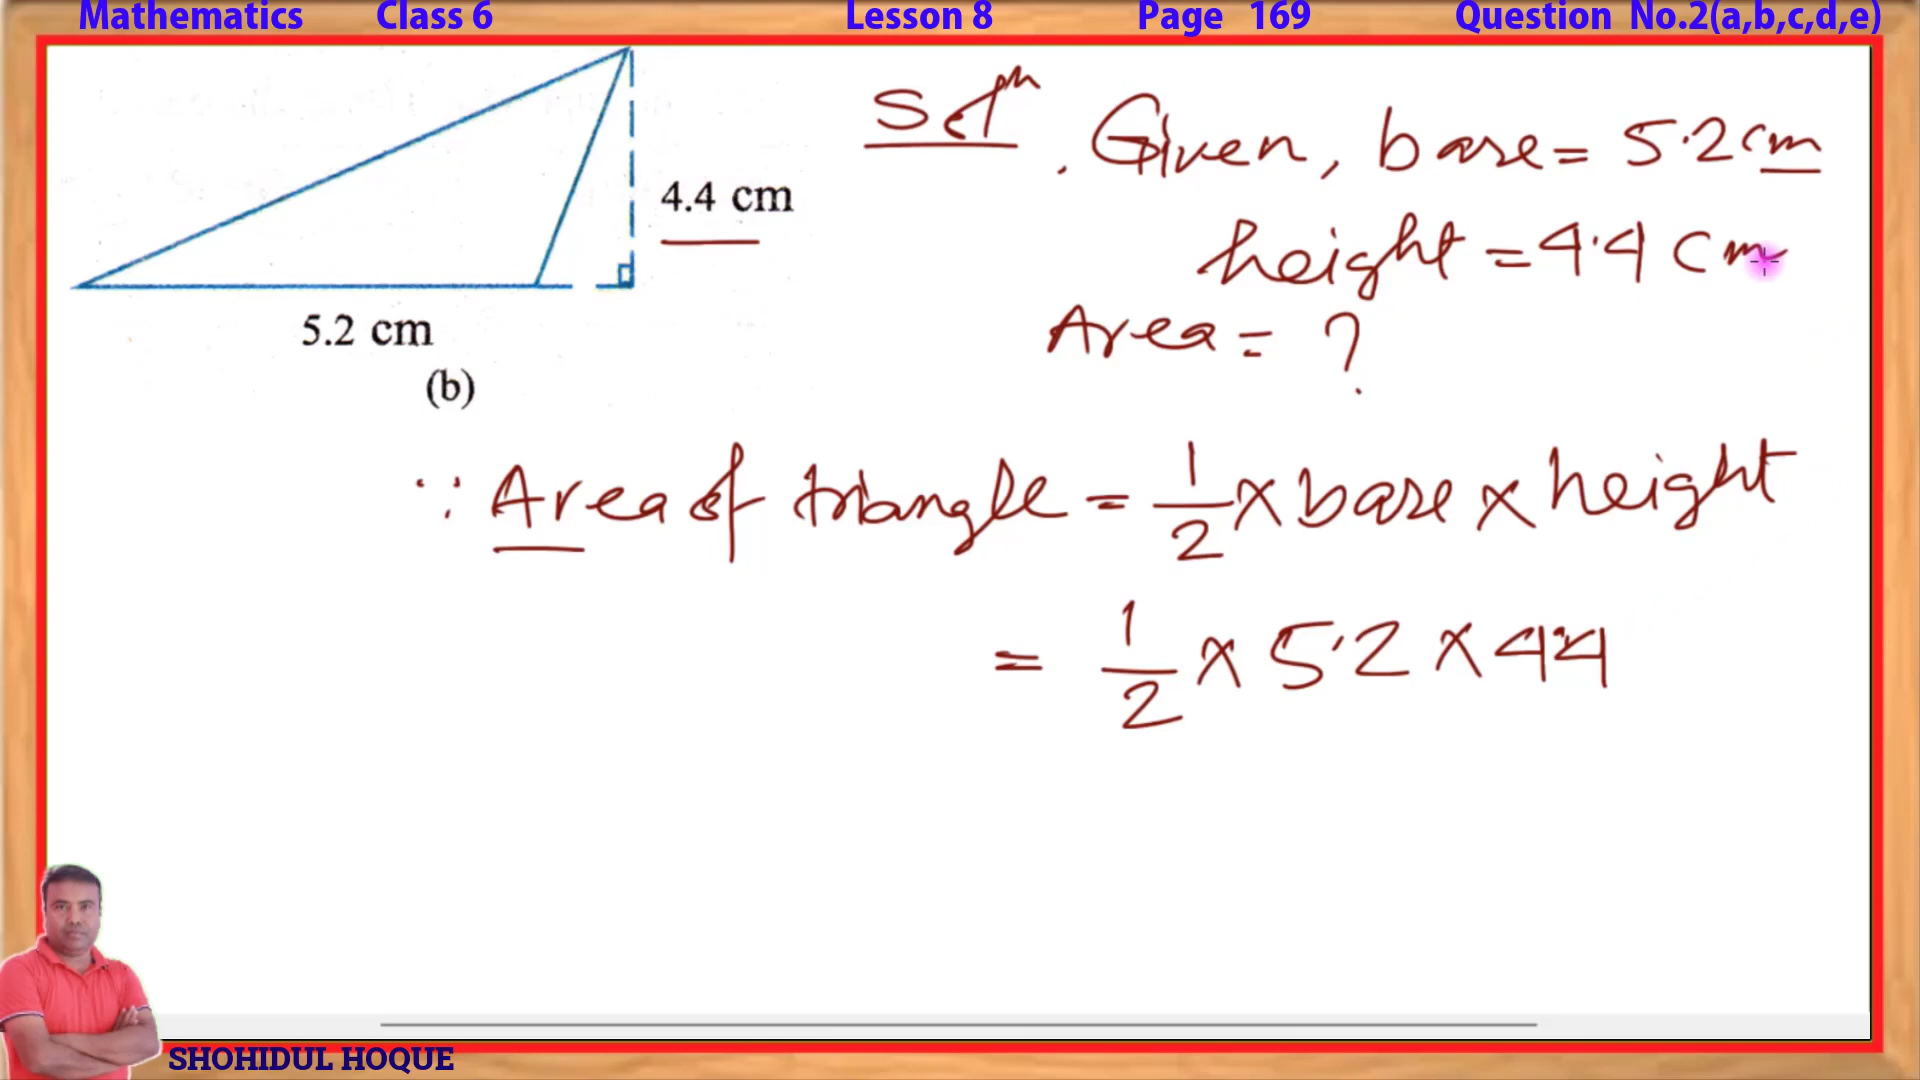 Mathematics Class 6 Lesson 8 Page 169 Question No.2(a,b,c,d,e)
4.4 cm
5.2 cm
(b)
Solⁿ. Given, base = 5.2 cm
height = 4.4 cm
Area = ?
∵ Area of triangle = 1/2 × base × height
= 1/2 × 5.2 × 4.4
SHOHIDUL HOQUE